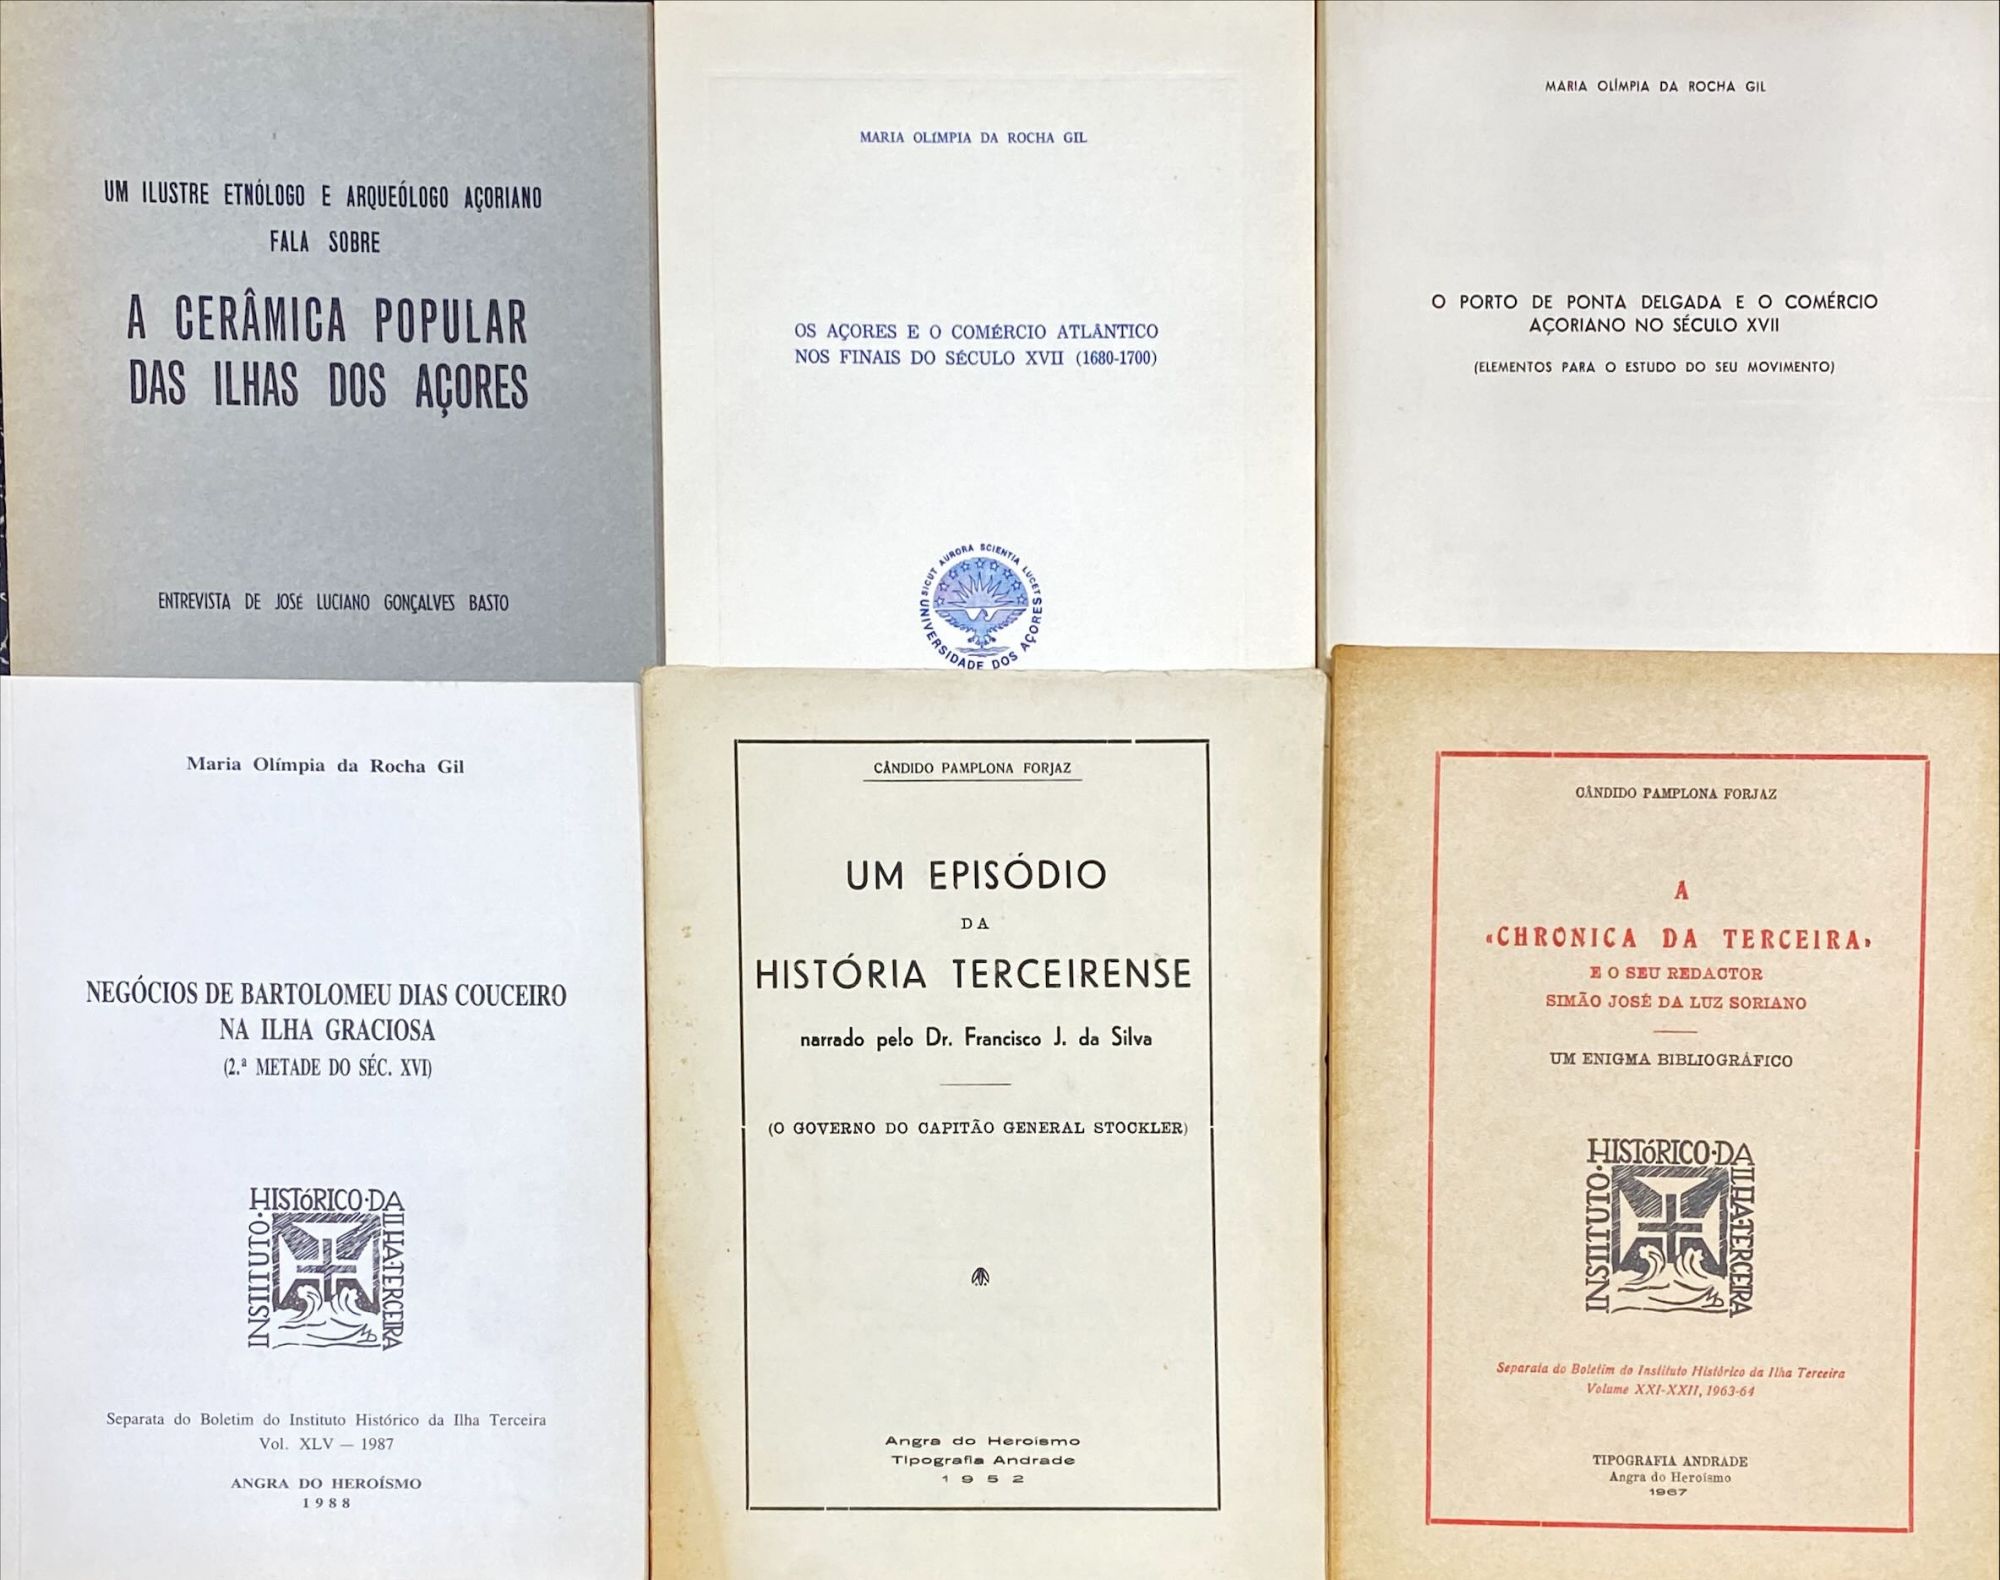 UM ILUSTRE ETNÓLOGO E ARQUEÓLOGO AÇORIANO
FALA SOBRE
A CERÂMICA POPULAR
DAS ILHAS DOS AÇORES
ENTREVISTA DE JOSÉ LUCIANO GONÇALVES BASTO
MARIA OLÍMPIA DA ROCHA GIL
OS AÇORES E O COMÉRCIO ATLÂNTICO
NOS FINAIS DO SÉCULO XVII (1680-1700)
SICUT AURORA SCIENTIA LUCET
UNIVERSIDADE DOS AÇORES
MARIA OLÍMPIA DA ROCHA GIL
O PORTO DE PONTA DELGADA E O COMÉRCIO
AÇORIANO NO SÉCULO XVII
(ELEMENTOS PARA O ESTUDO DO SEU MOVIMENTO)
Maria Olímpia da Rocha Gil
NEGÓCIOS DE BARTOLOMEU DIAS COUCEIRO
NA ILHA GRACIOSA
(2.ª METADE DO SÉC. XVI)
INSTITUTO·HISTÓRICO·DA ILHA·TERCEIRA
Separata do Boletim do Instituto Histórico da Ilha Terceira
Vol. XLV — 1987
ANGRA DO HEROÍSMO
1988
CÂNDIDO PAMPLONA FORJAZ
UM EPISÓDIO
DA
HISTÓRIA TERCEIRENSE
narrado pelo Dr. Francisco J. da Silva
(O GOVERNO DO CAPITÃO GENERAL STOCKLER)
Angra do Heroísmo
Tipografia Andrade
1952
CÂNDIDO PAMPLONA FORJAZ
A
«CHRONICA DA TERCEIRA»
E O SEU REDACTOR
SIMÃO JOSÉ DA LUZ SORIANO
UM ENIGMA BIBLIOGRÁFICO
INSTITUTO·HISTÓRICO·DA ILHA·TERCEIRA
Separata do Boletim do Instituto Histórico da Ilha Terceira
Volume XXI-XXII, 1963-64
TIPOGRAFIA ANDRADE
Angra do Heroísmo
1967